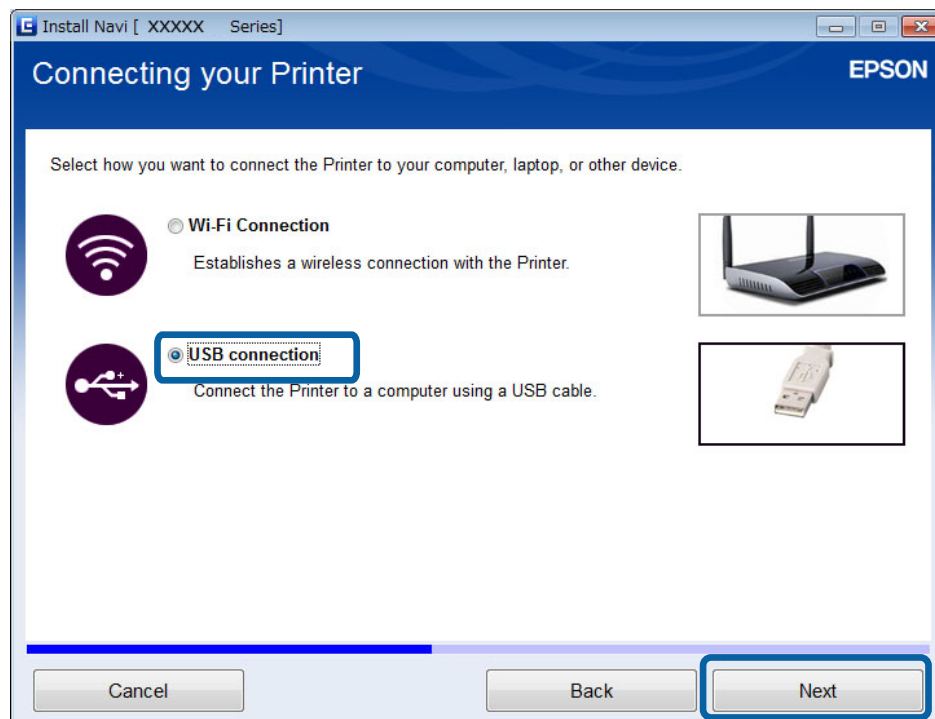 Install Navi [ XXXXX Series]
Connecting your Printer
EPSON
Select how you want to connect the Printer to your computer, laptop, or other device.
Wi-Fi Connection
Establishes a wireless connection with the Printer.
USB connection
Connect the Printer to a computer using a USB cable.
Cancel
Back
Next